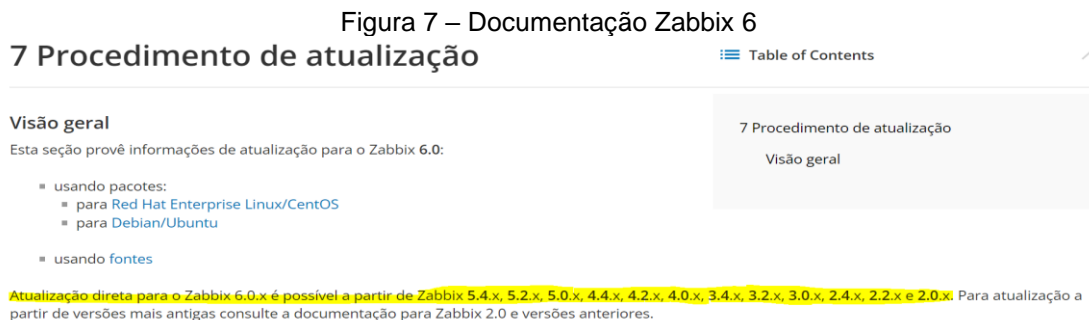 Figura 7 – Documentação Zabbix 6
7 Procedimento de atualização
Table of Contents
Visão geral
Esta seção provê informações de atualização para o Zabbix 6.0:
7 Procedimento de atualização
Visão geral
usando pacotes:
para Red Hat Enterprise Linux/CentOS
para Debian/Ubuntu
usando fontes
Atualização direta para o Zabbix 6.0.x é possível a partir de Zabbix 5.4.x, 5.2.x, 5.0.x, 4.4.x, 4.2.x, 4.0.x, 3.4.x, 3.2.x, 3.0.x, 2.4.x, 2.2.x e 2.0.x. Para atualização a
partir de versões mais antigas consulte a documentação para Zabbix 2.0 e versões anteriores.